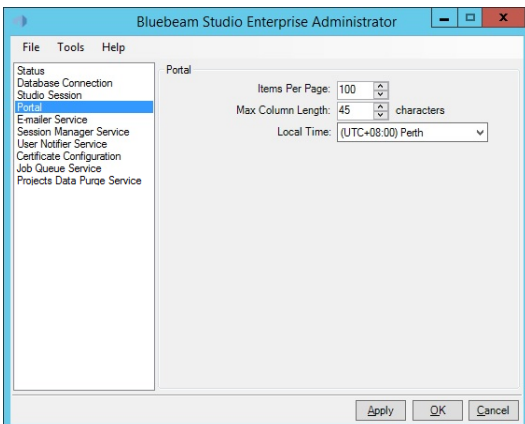 Bluebeam Studio Enterprise Administrator
File Tools Help
Status
Database Connection
Studio Session
Portal
E-mailer Service
Session Manager Service
User Notifier Service
Certificate Configuration
Job Queue Service
Projects Data Purge Service
Portal
Items Per Page: 100
Max Column Length: 45 characters
Local Time: (UTC+08:00) Perth
Apply OK Cancel